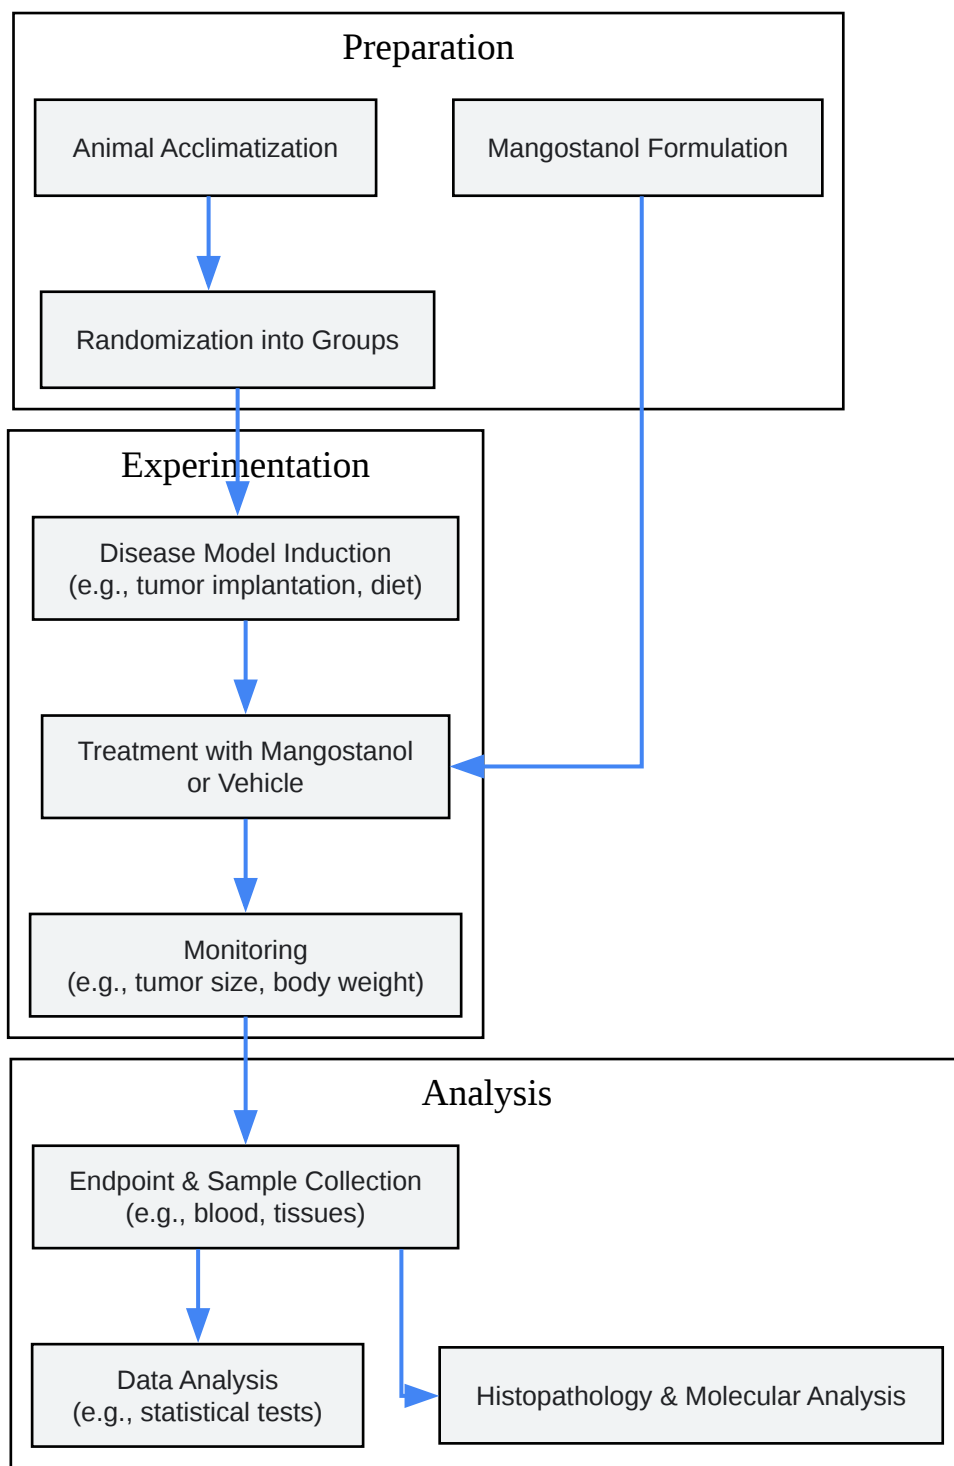 Preparation
Animal Acclimatization
Mangostanol Formulation
Randomization into Groups
Experimentation
Disease Model Induction
(e.g., tumor implantation, diet)
Treatment with Mangostanol
or Vehicle
Monitoring
(e.g., tumor size, body weight)
Analysis
Endpoint & Sample Collection
(e.g., blood, tissues)
Data Analysis
(e.g., statistical tests)
Histopathology & Molecular Analysis